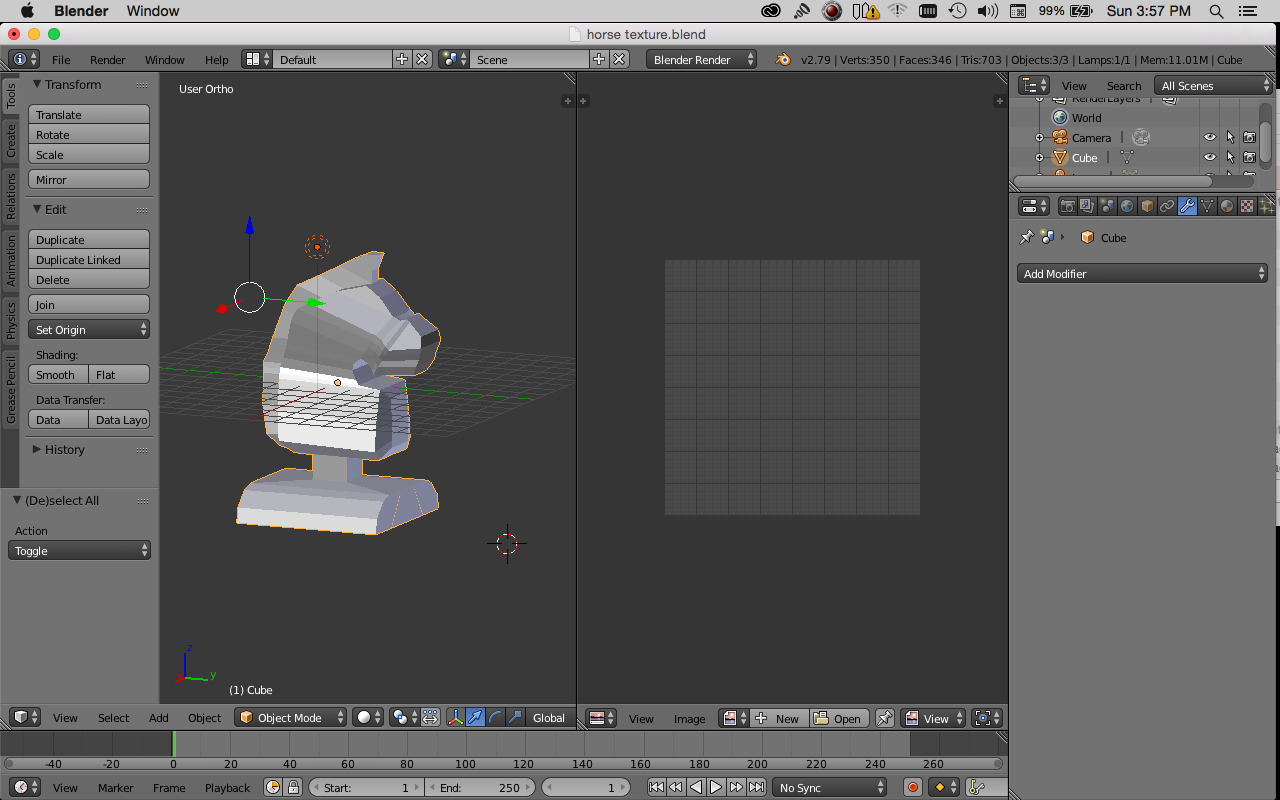 Blender Window 99% Sun 3:57 PM
horse texture.blend
File Render Window Help Default Scene Blender Render v2.79 | Verts:350 | Faces:346 | Tris:703 | Objects:3/3 | Lamps:1/1 | Mem:11.01M | Cube
Tools
Create
Relations
Animation
Physics
Grease Pencil
Transform
Translate
Rotate
Scale
Mirror
Edit
Duplicate
Duplicate Linked
Delete
Join
Set Origin
Shading:
Smooth Flat
Data Transfer:
Data Data Layo
History
(De)select All
Action
Toggle
User Ortho
z
x
y
(1) Cube
View Select Add Object Object Mode Global
View Image New Open View
View Search All Scenes
RenderLayers |
World
Camera |
Cube |
Cube
Add Modifier
-40 -20 0 20 40 60 80 100 120 140 160 180 200 220 240 260
View Marker Frame Playback Start: 1 End: 250 1 No Sync